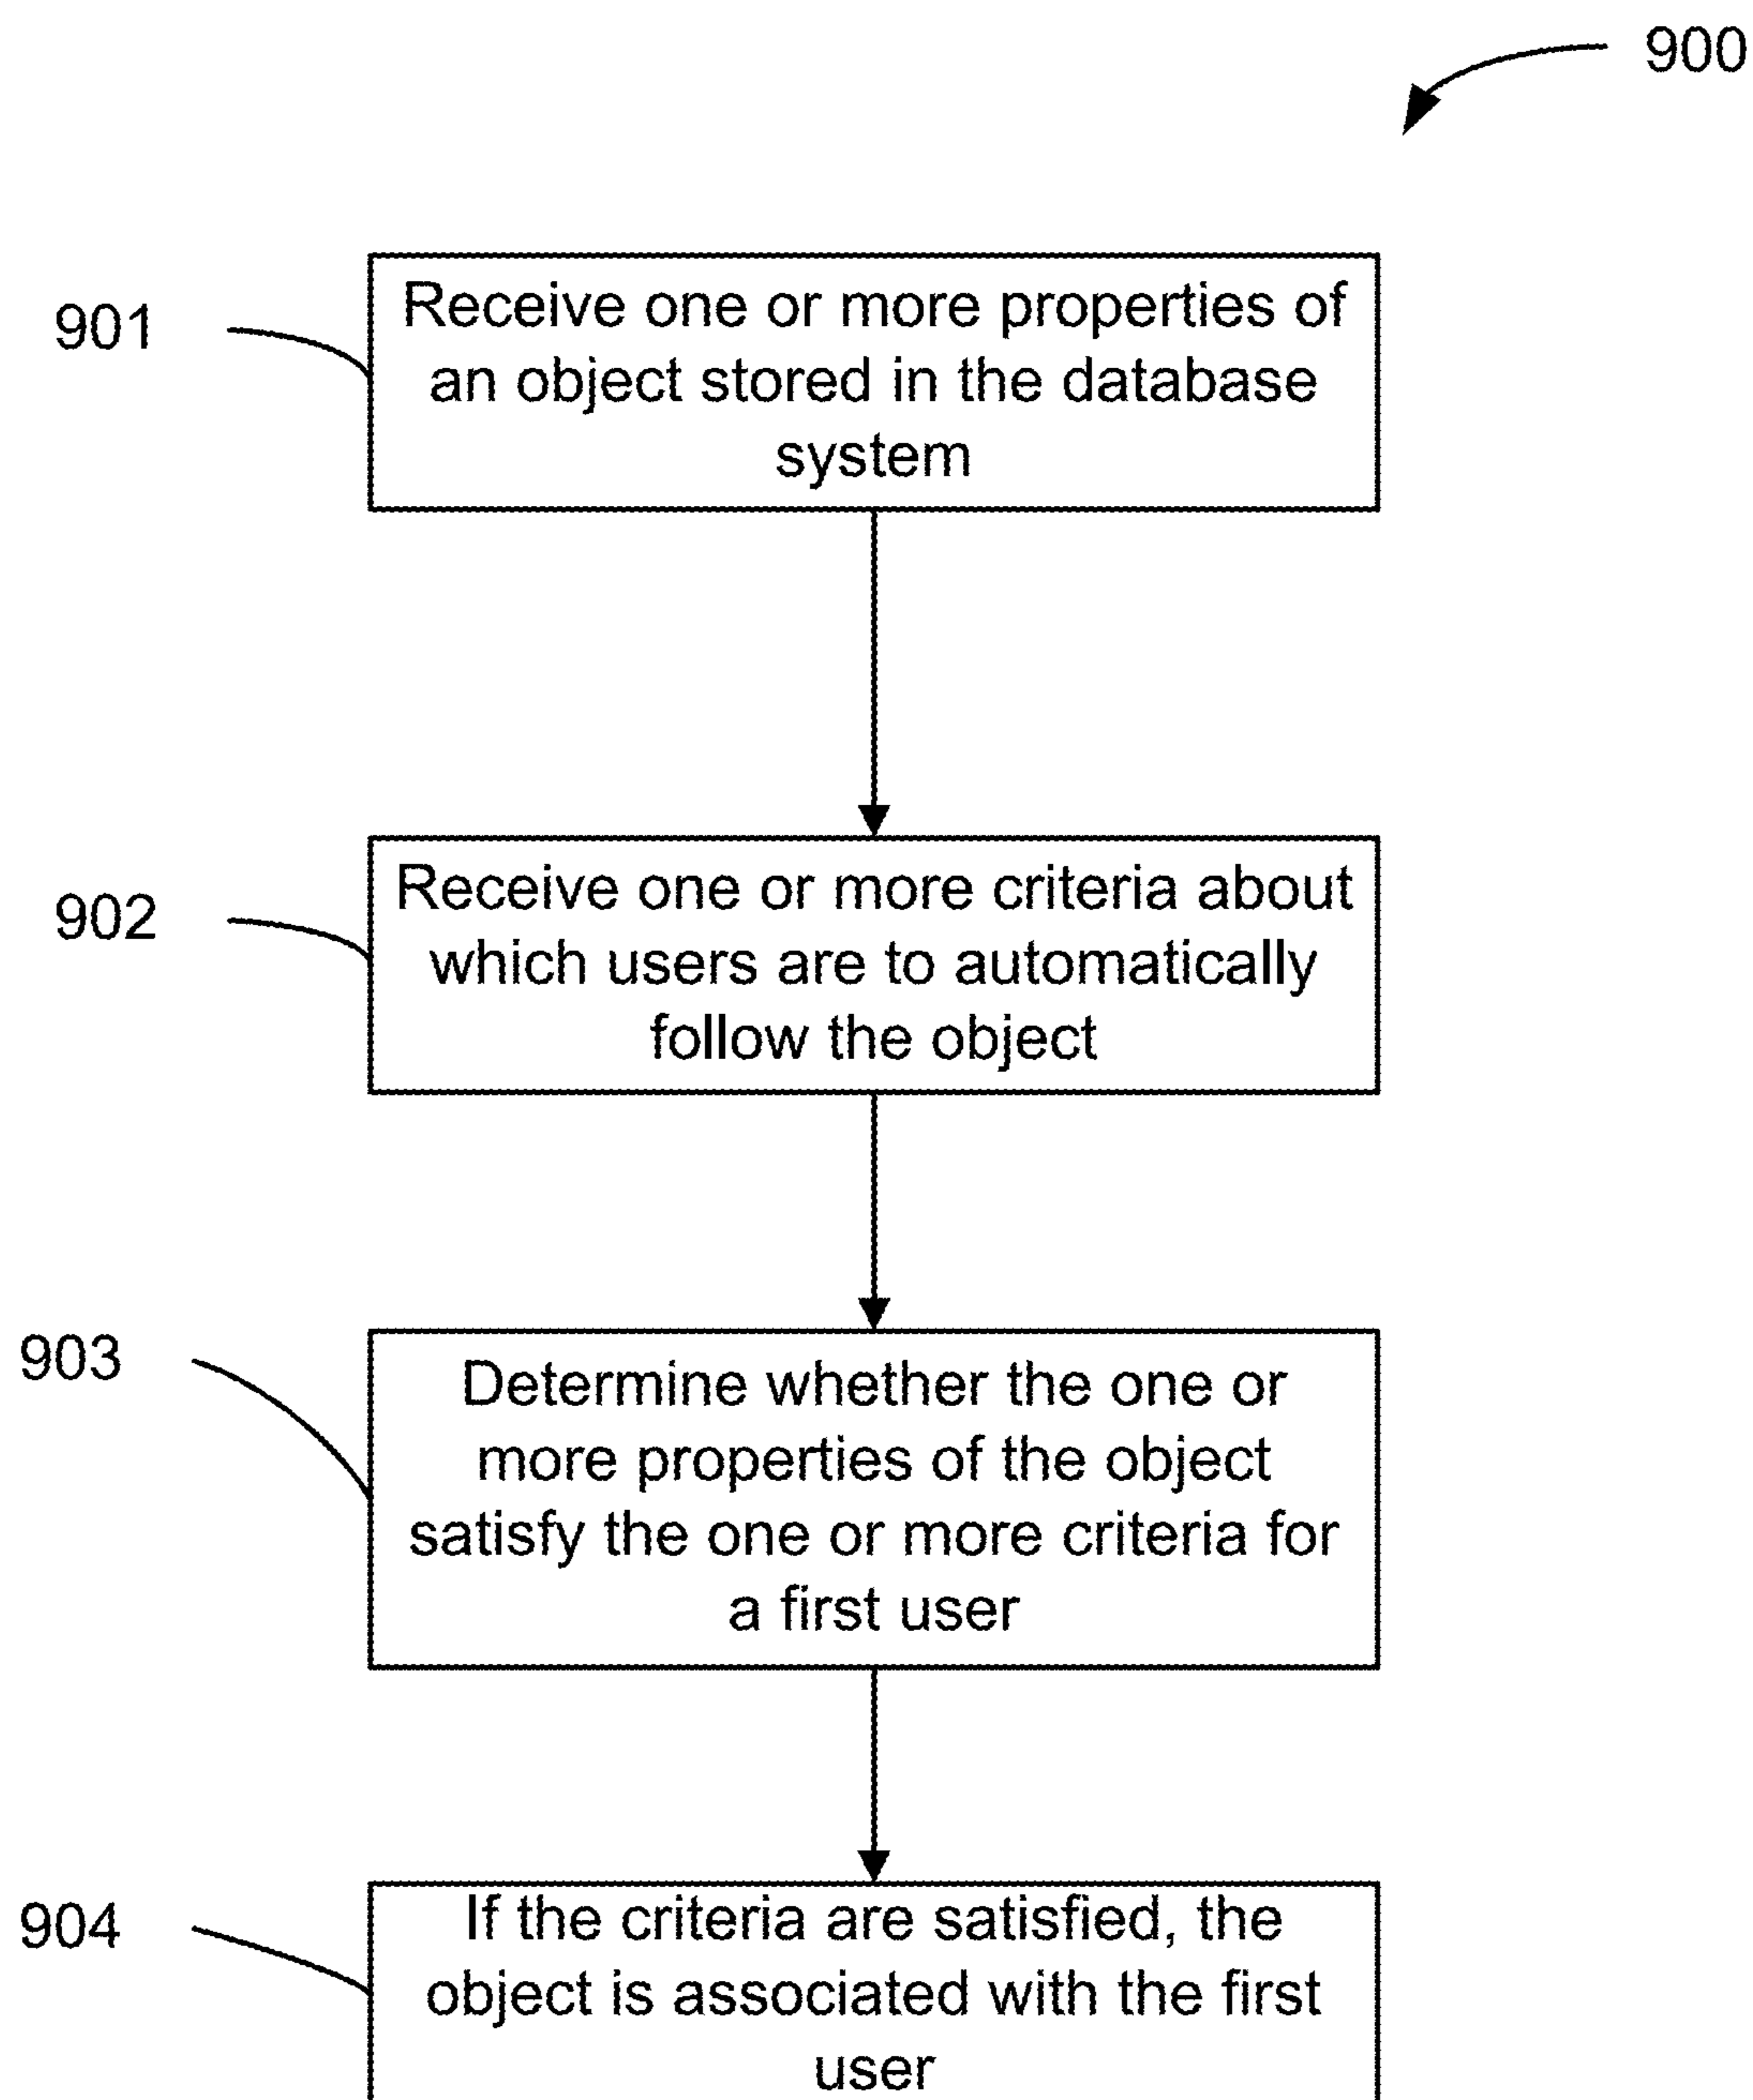 900
901
Receive one or more properties of
an object stored in the database
system
902
Receive one or more criteria about
which users are to automatically
follow the object
903
Determine whether the one or
more properties of the object
satisfy the one or more criteria for
a first user
904
If the criteria are satisfied, the
object is associated with the first
user